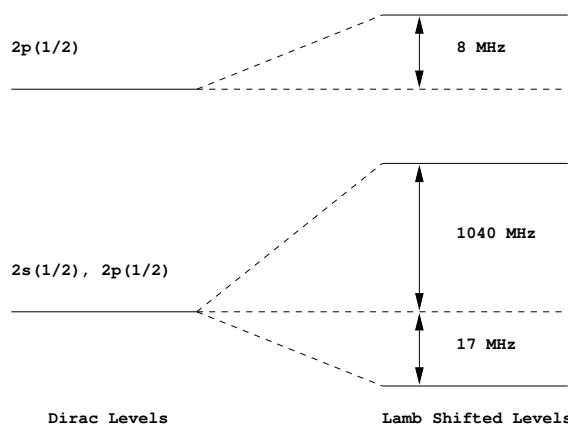 2p(1/2)
8 MHz
1040 MHz
2s(1/2), 2p(1/2)
17 MHz
Dirac Levels
Lamb Shifted Levels